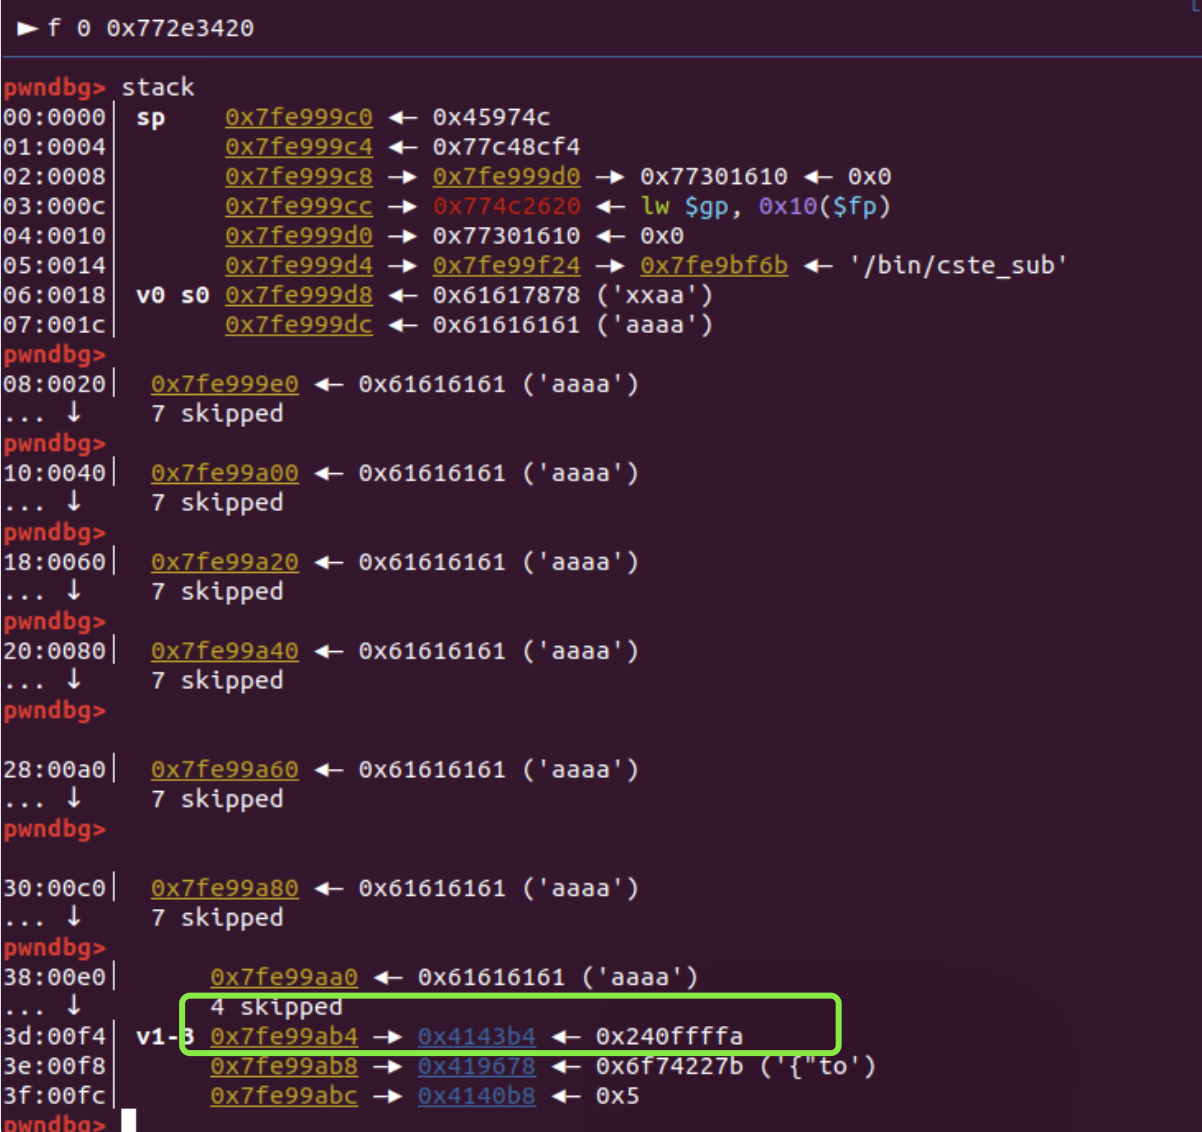 ► f 0 0x772e3420
pwndbg> stack
00:0000│ sp 0x7fe999c0 ◂— 0x45974c
01:0004│ 0x7fe999c4 ◂— 0x77c48cf4
02:0008│ 0x7fe999c8 —▸ 0x7fe999d0 —▸ 0x77301610 ◂— 0x0
03:000c│ 0x7fe999cc —▸ 0x774c2620 ◂— lw $gp, 0x10($fp)
04:0010│ 0x7fe999d0 —▸ 0x77301610 ◂— 0x0
05:0014│ 0x7fe999d4 —▸ 0x7fe99f24 —▸ 0x7fe9bf6b ◂— '/bin/cste_sub'
06:0018│ v0 s0 0x7fe999d8 ◂— 0x61617878 ('xxaa')
07:001c│ 0x7fe999dc ◂— 0x61616161 ('aaaa')
pwndbg>
08:0020│ 0x7fe999e0 ◂— 0x61616161 ('aaaa')
... ↓ 7 skipped
pwndbg>
10:0040│ 0x7fe99a00 ◂— 0x61616161 ('aaaa')
... ↓ 7 skipped
pwndbg>
18:0060│ 0x7fe99a20 ◂— 0x61616161 ('aaaa')
... ↓ 7 skipped
pwndbg>
20:0080│ 0x7fe99a40 ◂— 0x61616161 ('aaaa')
... ↓ 7 skipped
pwndbg>
28:00a0│ 0x7fe99a60 ◂— 0x61616161 ('aaaa')
... ↓ 7 skipped
pwndbg>
30:00c0│ 0x7fe99a80 ◂— 0x61616161 ('aaaa')
... ↓ 7 skipped
pwndbg>
38:00e0│ 0x7fe99aa0 ◂— 0x61616161 ('aaaa')
... ↓ 4 skipped
3d:00f4│ v1-3 0x7fe99ab4 —▸ 0x4143b4 ◂— 0x240ffffa
3e:00f8│ 0x7fe99ab8 —▸ 0x419678 ◂— 0x6f74227b ('{"to')
3f:00fc│ 0x7fe99abc —▸ 0x4140b8 ◂— 0x5
pwndbg>